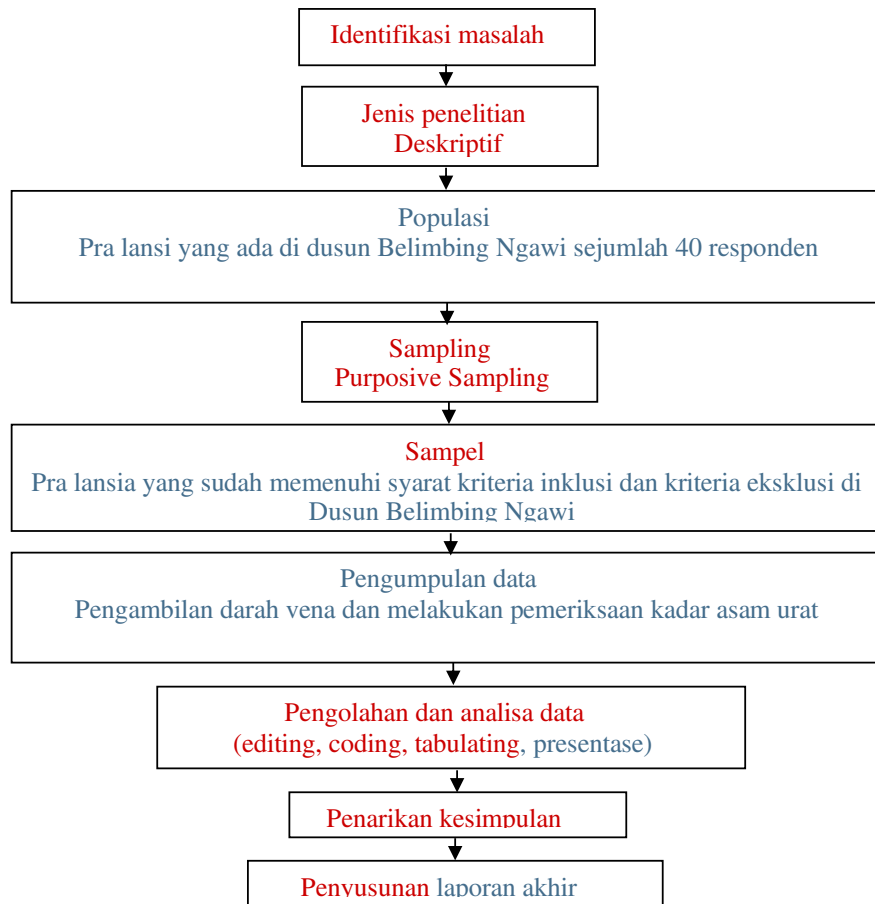 Identifikasi masalah
Jenis penelitian
Deskriptif
Populasi
Pra lansi yang ada di dusun Belimbing Ngawi sejumlah 40 responden
Sampling
Purposive Sampling
Sampel
Pra lansia yang sudah memenuhi syarat kriteria inklusi dan kriteria eksklusi di
Dusun Belimbing Ngawi
Pengumpulan data
Pengambilan darah vena dan melakukan pemeriksaan kadar asam urat
Pengolahan dan analisa data
(editing, coding, tabulating, presentase)
Penarikan kesimpulan
Penyusunan laporan akhir